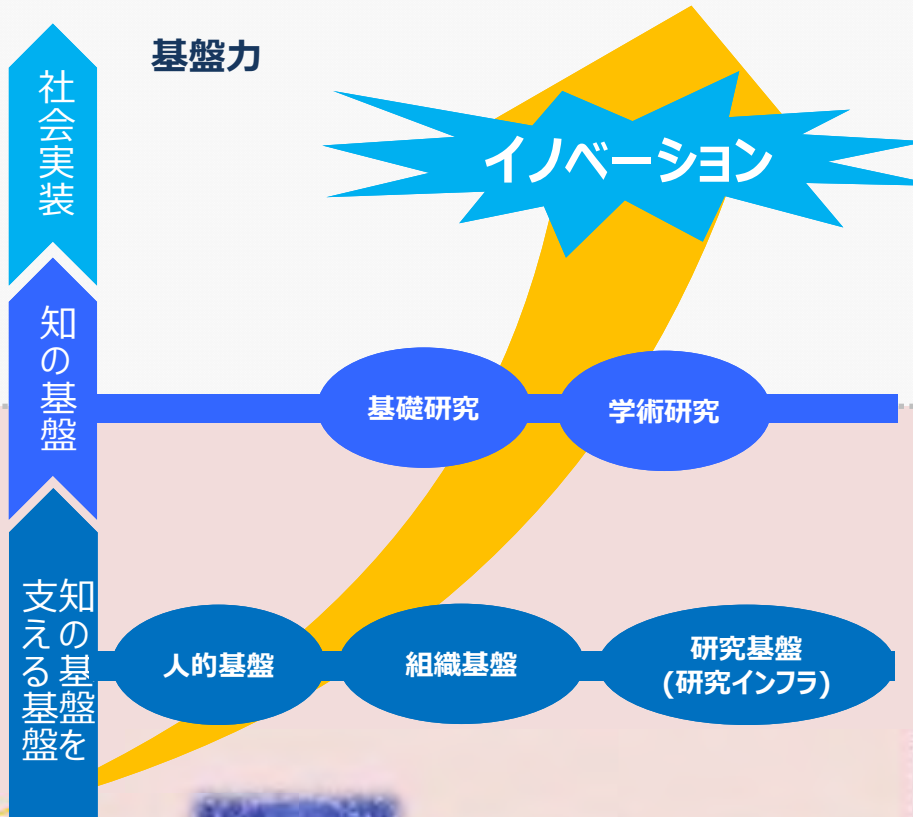 基盤力
社会実装
イノベーション
知の基盤
基礎研究
学術研究
知の基盤を
支える基盤
人的基盤
組織基盤
研究基盤
(研究インフラ)